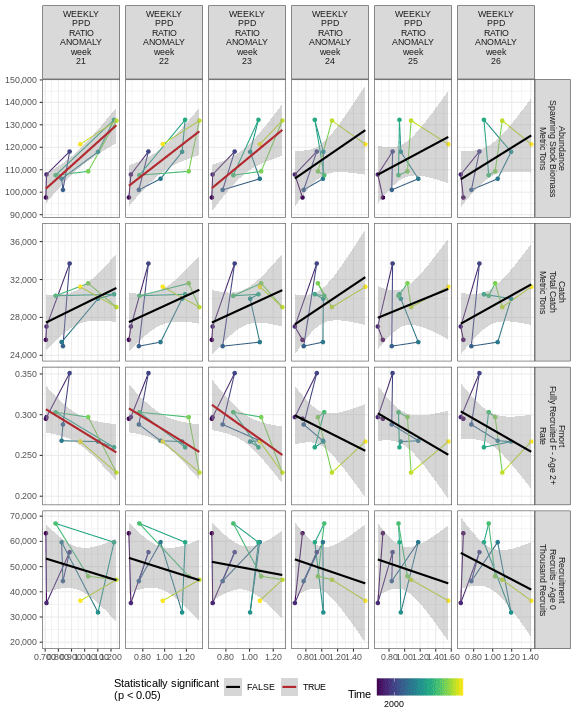 WEEKLY PPD RATIO ANOMALY week 21
WEEKLY PPD RATIO ANOMALY week 22
WEEKLY PPD RATIO ANOMALY week 23
WEEKLY PPD RATIO ANOMALY week 24
WEEKLY PPD RATIO ANOMALY week 25
WEEKLY PPD RATIO ANOMALY week 26
150,000
140,000
130,000
120,000
110,000
100,000
90,000
Abundance
Spawning Stock Biomass
Metric Tons
36,000
32,000
28,000
24,000
Catch
Total Catch
Metric Tons
0.350
0.300
0.250
0.200
Fmort
Fully Recruited F - Age 2+
Rate
70,000
60,000
50,000
40,000
30,000
20,000
Recruitment
Recruits - Age 0
Thousand Recruits
0.80 1.00 1.20
0.80 1.00 1.20
0.80 1.00 1.20 1.40
0.80 1.00 1.20 1.40 1.60
0.80 1.00 1.20 1.40
Statistically significant
(p < 0.05)
FALSE
TRUE
Time
2000